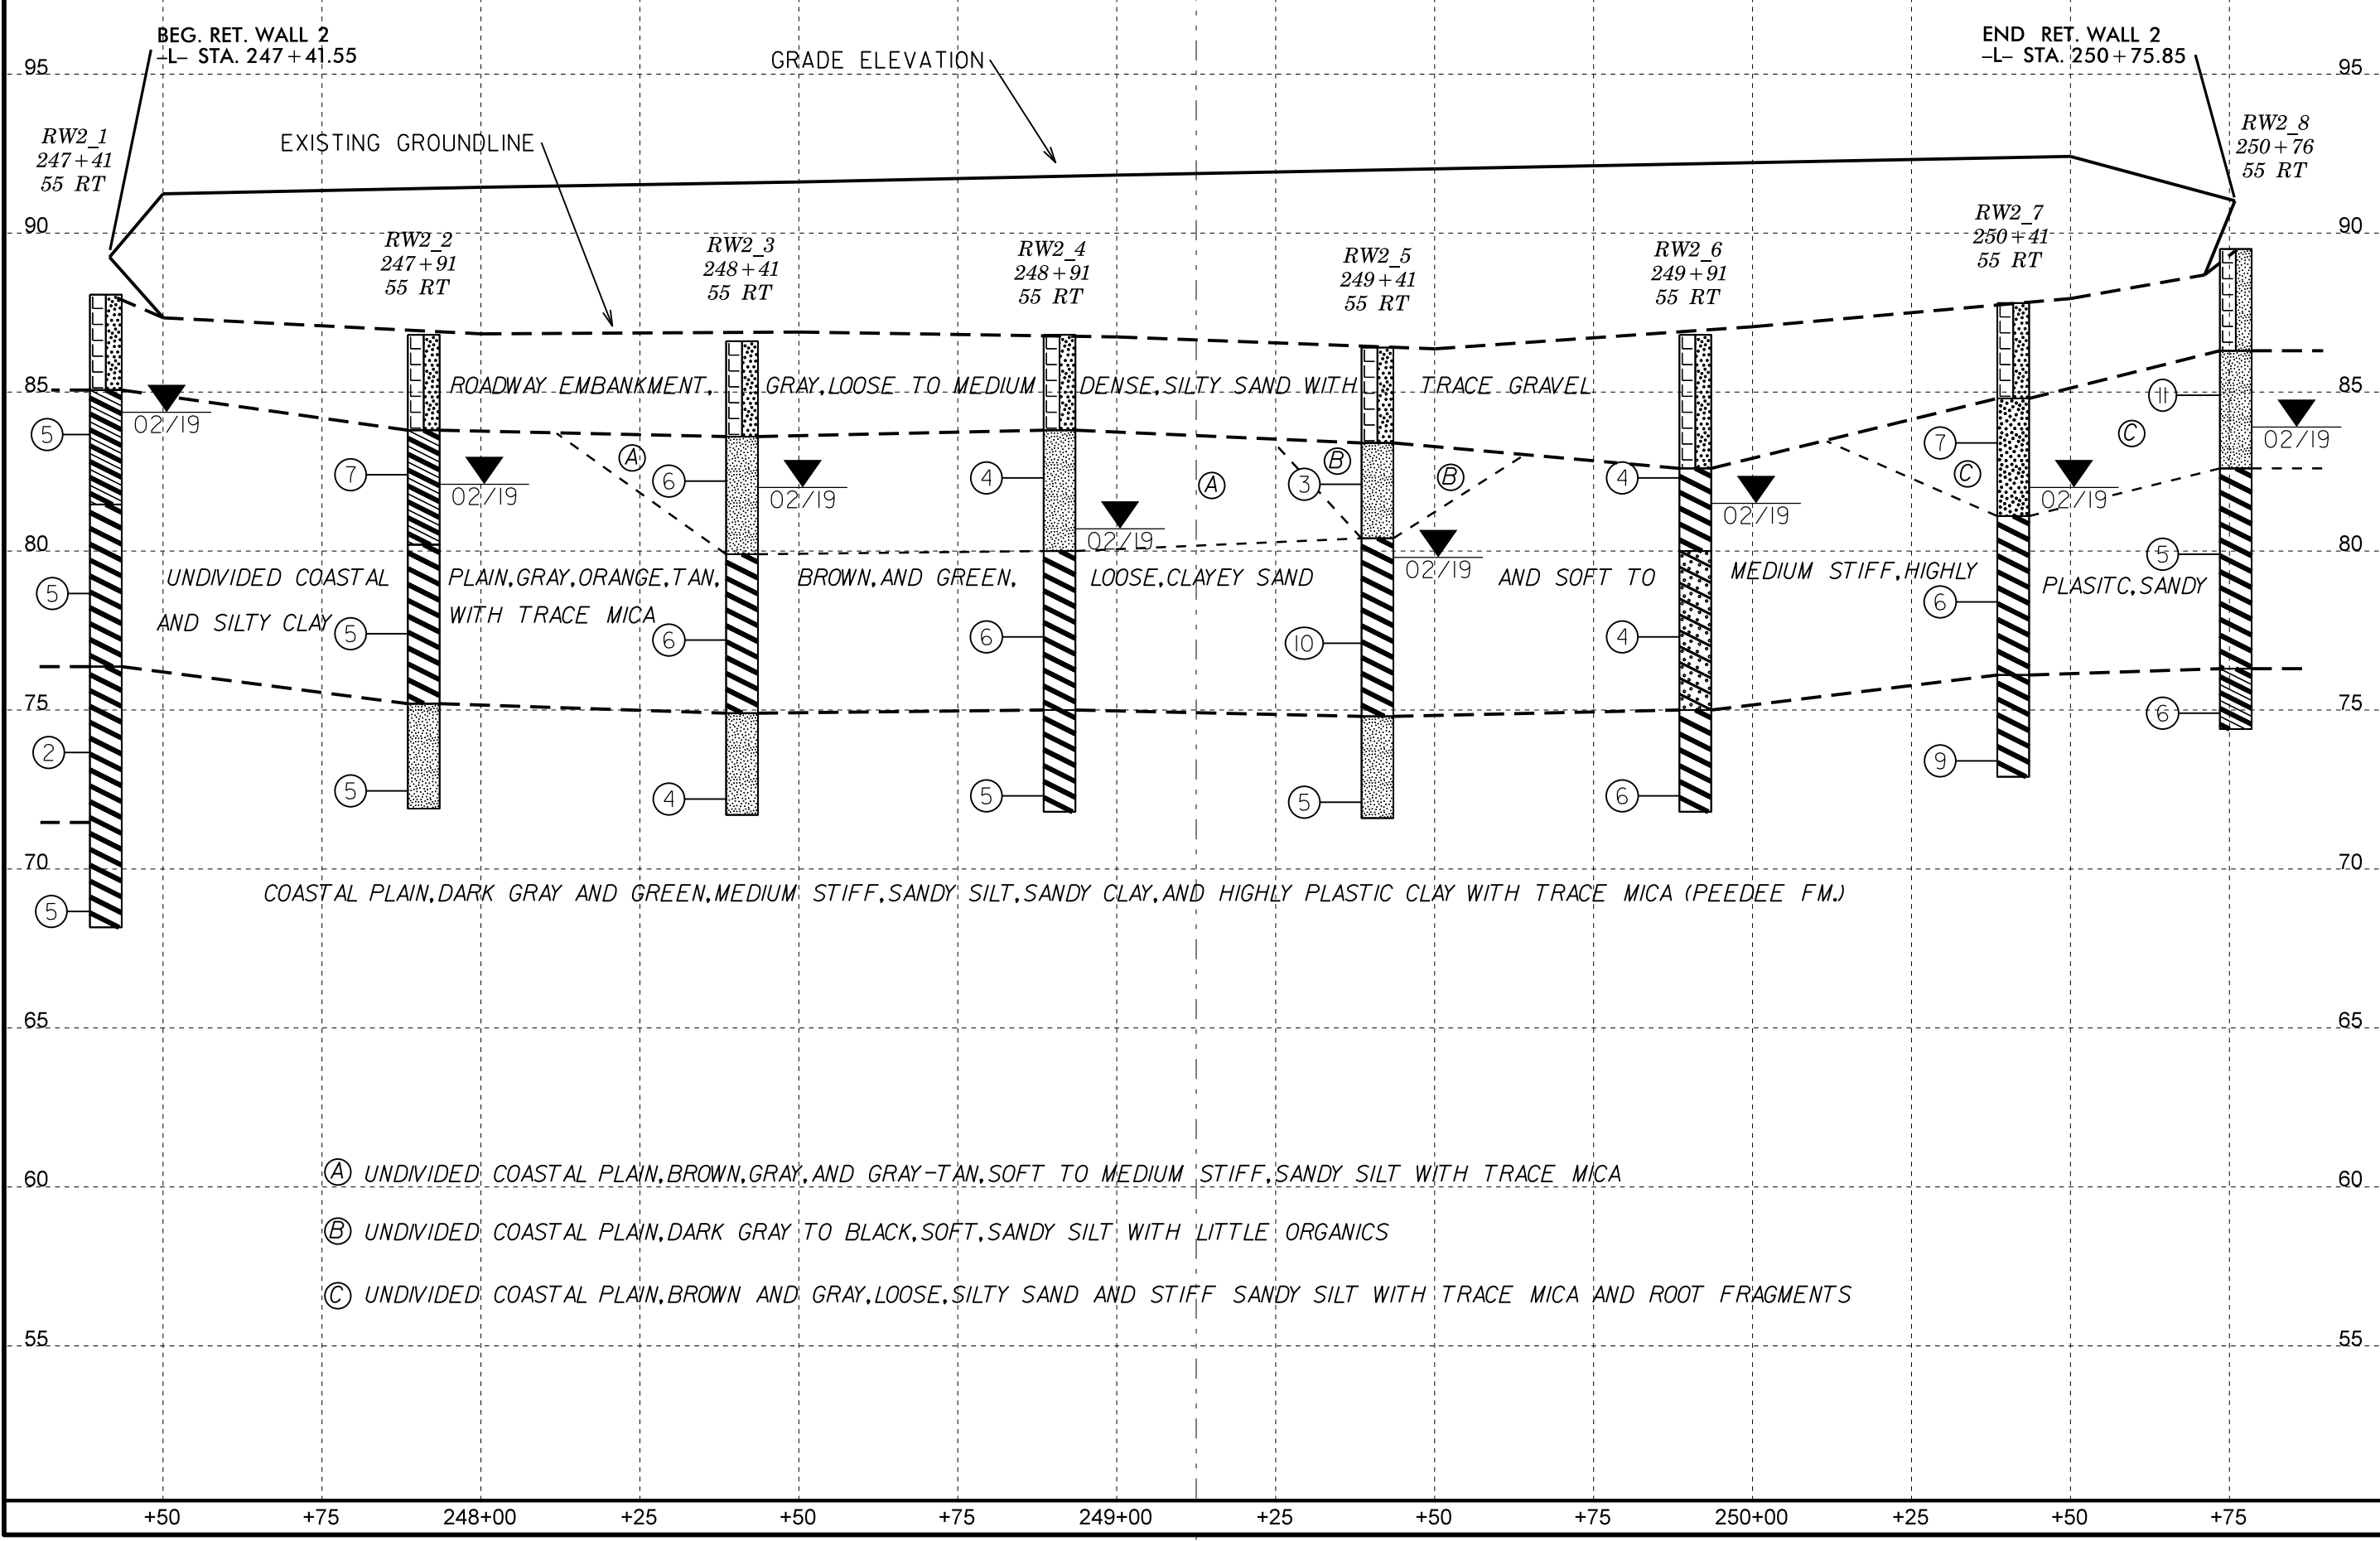 BEG. RET. WALL 2
-L- STA. 247+41.55
END RET. WALL 2
-L- STA. 250+75.85
GRADE ELEVATION
EXISTING GROUNDLINE
95 95
RW2_1
247+41
55 RT
RW2_8
250+76
55 RT
90 90
RW2_2
247+91
55 RT
RW2_3
248+41
55 RT
RW2_4
248+91
55 RT
RW2_5
249+41
55 RT
RW2_6
249+91
55 RT
RW2_7
250+41
55 RT
85 85
ROADWAY EMBANKMENT, GRAY, LOOSE TO MEDIUM DENSE, SILTY SAND WITH TRACE GRAVEL
11
02/19 02/19
5 A B B C 7 C
7 6 4 A 3 4
02/19 02/19 02/19 02/19
02/19
02/19
80 80
5
UNDIVIDED COASTAL PLAIN, GRAY, ORANGE, TAN, BROWN, AND GREEN, LOOSE, CLAYEY SAND AND SOFT TO MEDIUM STIFF, HIGHLY PLASITC, SANDY
AND SILTY CLAY WITH TRACE MICA
5 6
5 6 6 10 4
75 75
6
2 9
5 4 5 5 6
70 70
COASTAL PLAIN, DARK GRAY AND GREEN, MEDIUM STIFF, SANDY SILT, SANDY CLAY, AND HIGHLY PLASTIC CLAY WITH TRACE MICA (PEEDEE FM.)
5
65 65
A UNDIVIDED COASTAL PLAIN, BROWN, GRAY, AND GRAY-TAN, SOFT TO MEDIUM STIFF, SANDY SILT WITH TRACE MICA
60 60
B UNDIVIDED COASTAL PLAIN, DARK GRAY TO BLACK, SOFT, SANDY SILT WITH LITTLE ORGANICS
C UNDIVIDED COASTAL PLAIN, BROWN AND GRAY, LOOSE, SILTY SAND AND STIFF SANDY SILT WITH TRACE MICA AND ROOT FRAGMENTS
55 55
+50 +75 248+00 +25 +50 +75 249+00 +25 +50 +75 250+00 +25 +50 +75